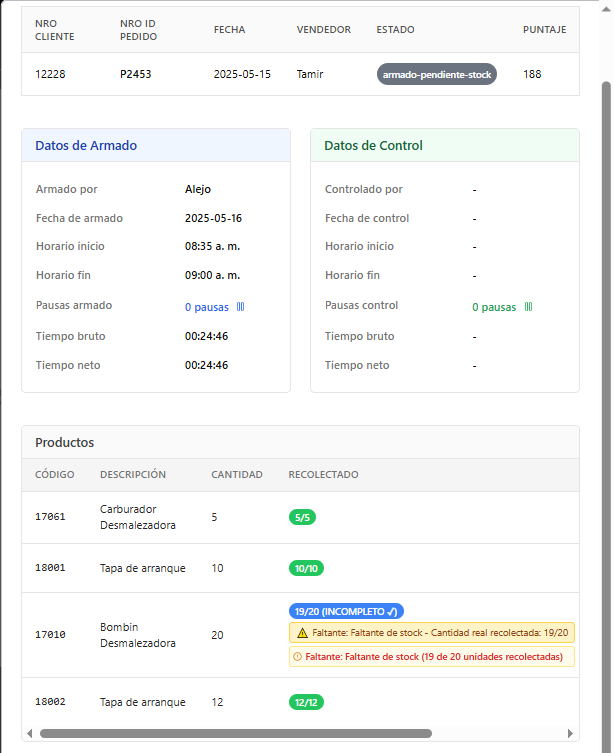 NRO CLIENTE NRO ID PEDIDO FECHA VENDEDOR ESTADO PUNTAJE
12228 P2453 2025-05-15 Tamir armado-pendiente-stock 188
Datos de Armado
Armado por Alejo
Fecha de armado 2025-05-16
Horario inicio 08:35 a. m.
Horario fin 09:00 a. m.
Pausas armado 0 pausas
Tiempo bruto 00:24:46
Tiempo neto 00:24:46
Datos de Control
Controlado por -
Fecha de control -
Horario inicio -
Horario fin -
Pausas control 0 pausas
Tiempo bruto -
Tiempo neto -
Productos
CÓDIGO DESCRIPCIÓN CANTIDAD RECOLECTADO
17061 Carburador Desmalezadora 5 5/5
18001 Tapa de arranque 10 10/10
17010 Bombin Desmalezadora 20 19/20 (INCOMPLETO ✓)
Faltante: Faltante de stock - Cantidad real recolectada: 19/20
Faltante: Faltante de stock (19 de 20 unidades recolectadas)
18002 Tapa de arranque 12 12/12